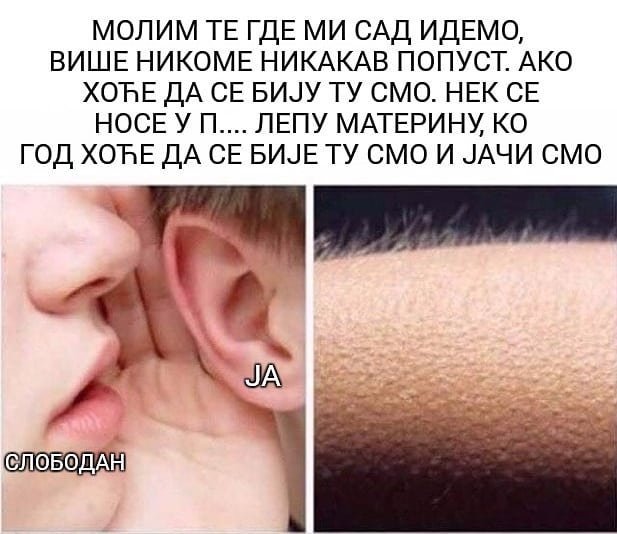 МОЛИМ ТЕ ГДЕ МИ САД ИДЕМО,
ВИШЕ НИКОМЕ НИКАКАВ ПОПУСТ. АКО
ХОЋЕ ДА СЕ БИЈУ ТУ СМО. НЕК СЕ
НОСЕ У П.... ЛЕПУ МАТЕРИНУ, КО
ГОД ХОЋЕ ДА СЕ БИЈЕ ТУ СМО И ЈАЧИ СМО
ЈА
СЛОБОДАН